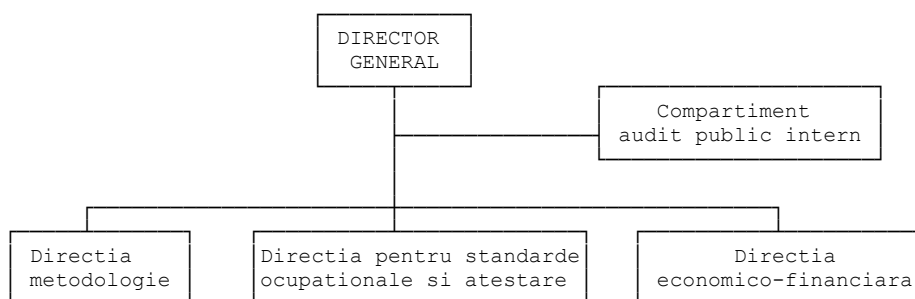 DIRECTOR
GENERAL
Compartiment
audit public intern
Directia
metodologie
Directia pentru standarde
ocupationale si atestare
Directia
economico-financiara